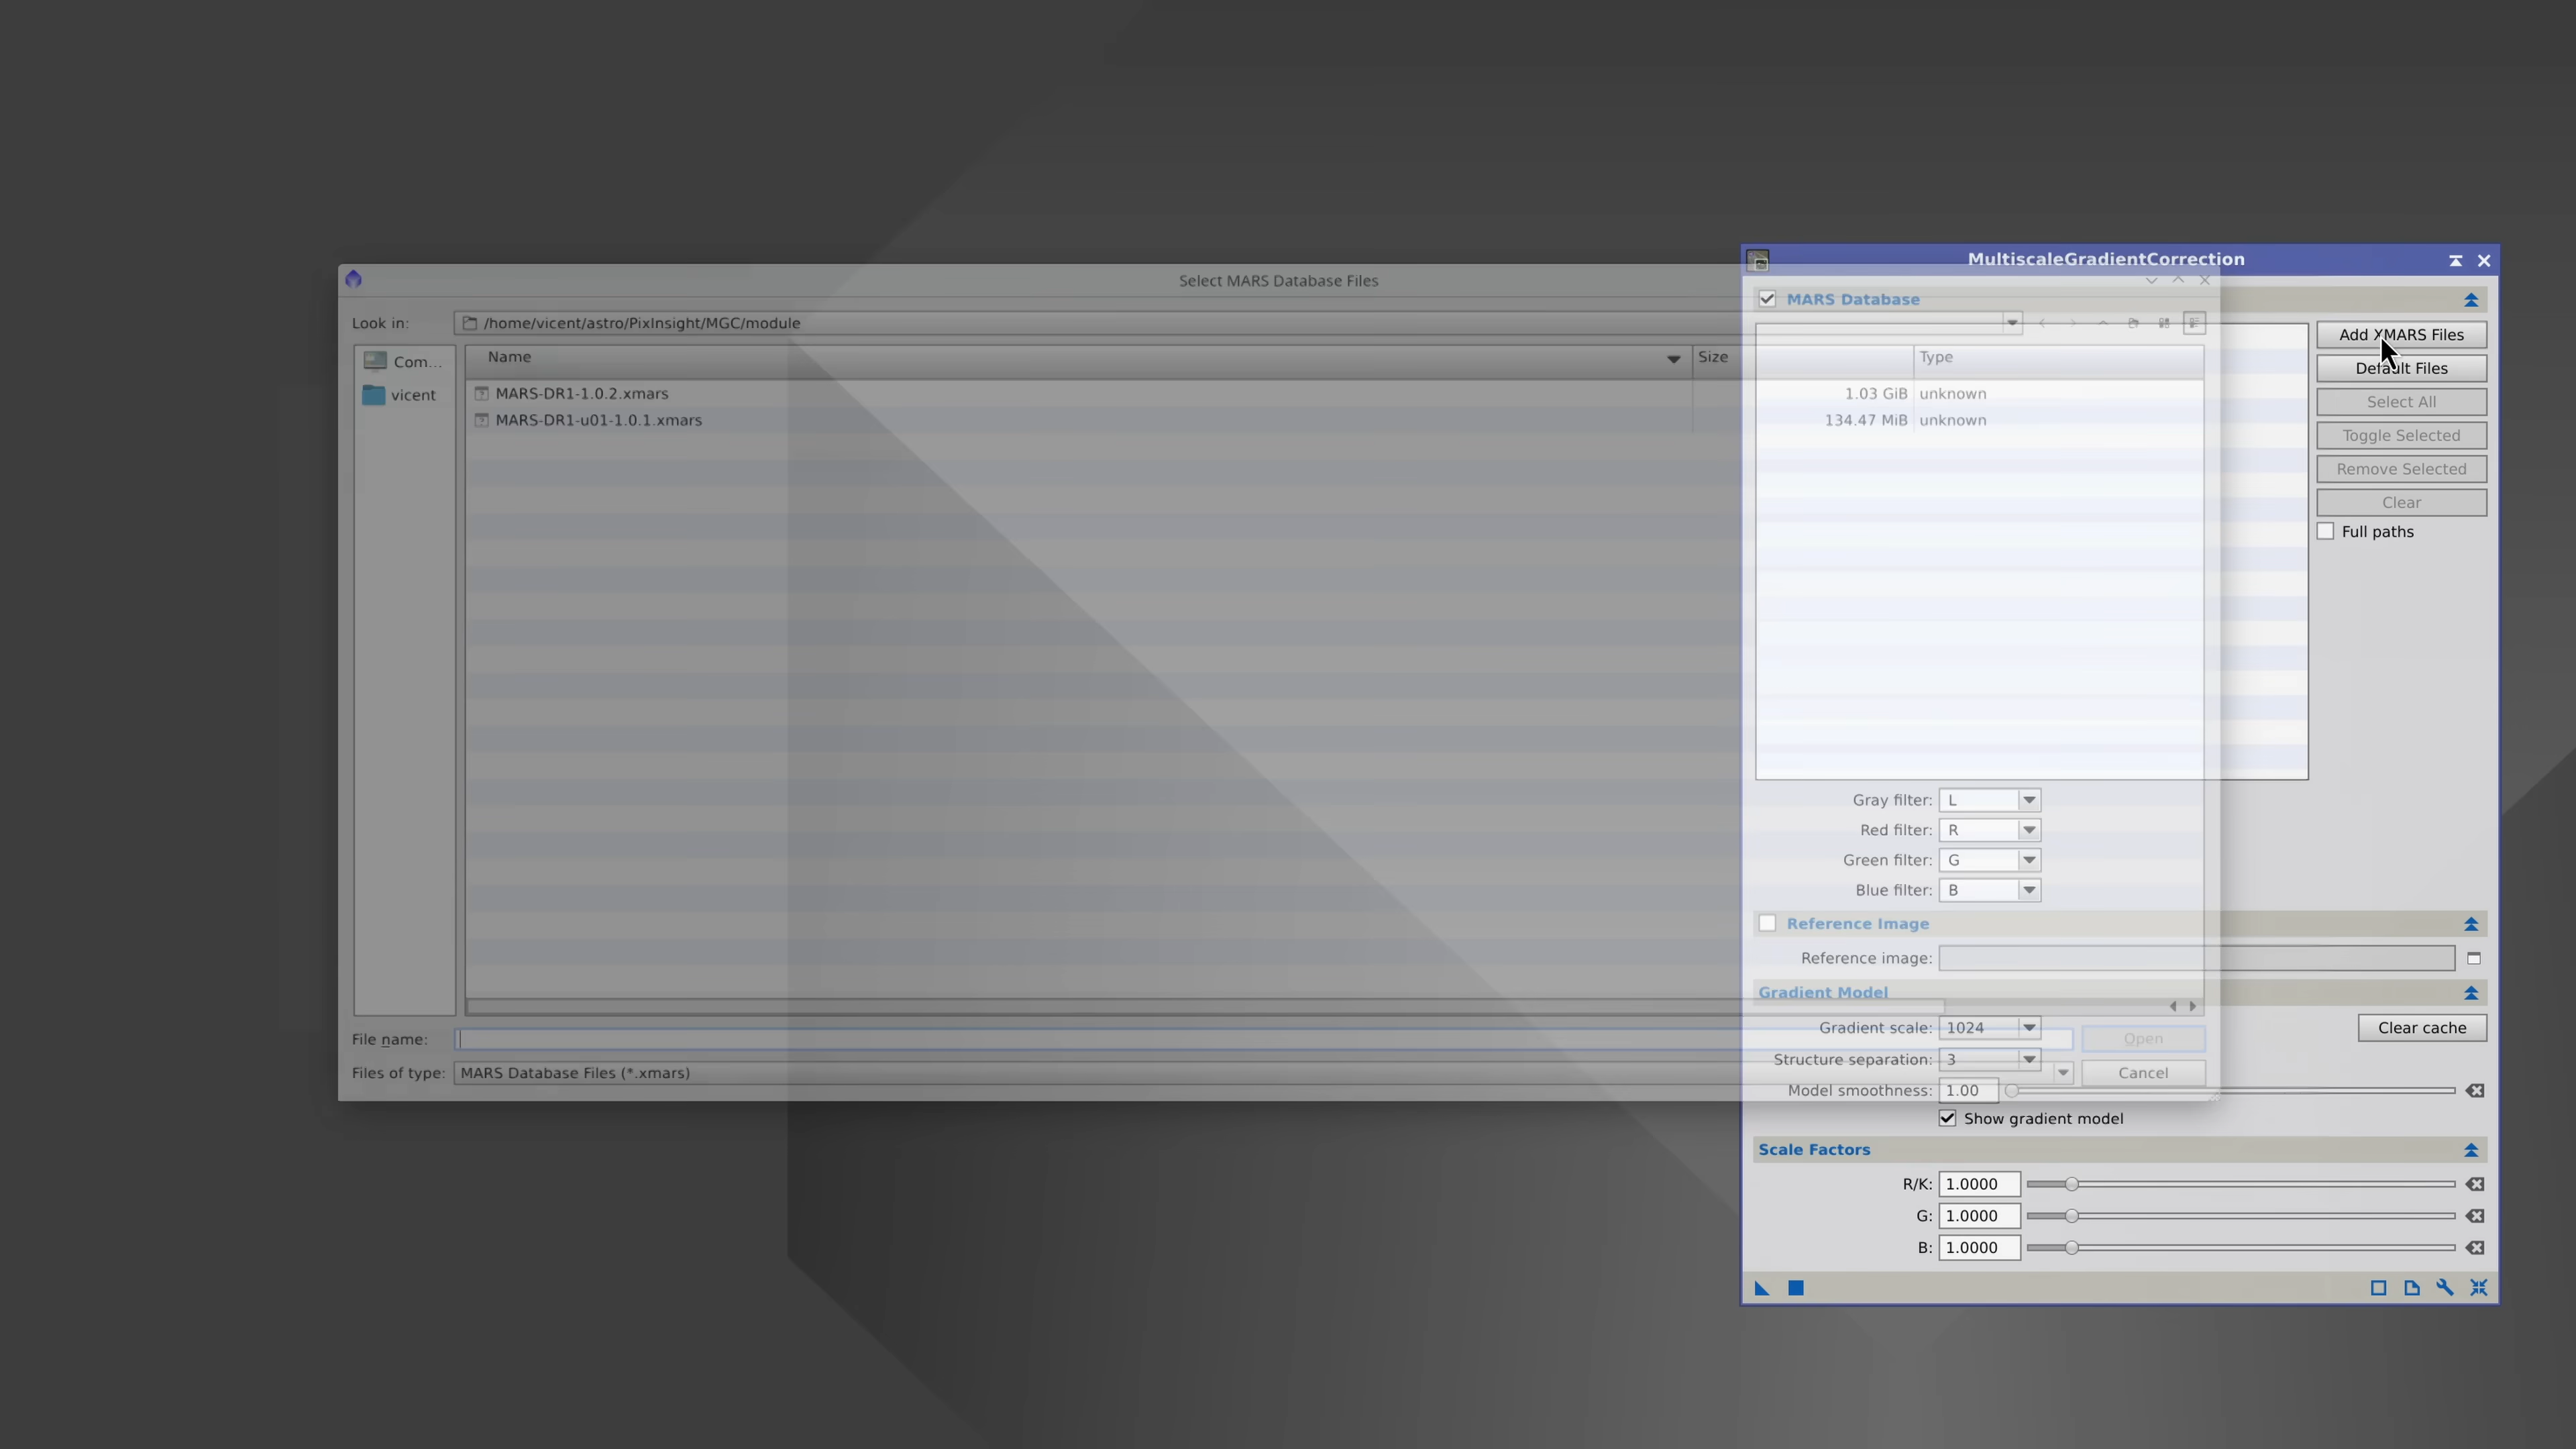 Select MARS Database Files
Look in: /home/vicent/astro/PixInsight/MGC/module
Com...
vicent
Name Size Type
MARS-DR1-1.0.2.xmars 1.03 GiB unknown
MARS-DR1-u01-1.0.1.xmars 134.47 MiB unknown
File name: Open
Files of type: MARS Database Files (*.xmars) Cancel
MultiscaleGradientCorrection
MARS Database
Add XMARS Files
Default Files
Select All
Toggle Selected
Remove Selected
Clear
Full paths
Gray filter: L
Red filter: R
Green filter: G
Blue filter: B
Reference Image
Reference image:
Gradient Model
Gradient scale: 1024 Clear cache
Structure separation: 3
Model smoothness: 1.00
Show gradient model
Scale Factors
R/K: 1.0000
G: 1.0000
B: 1.0000